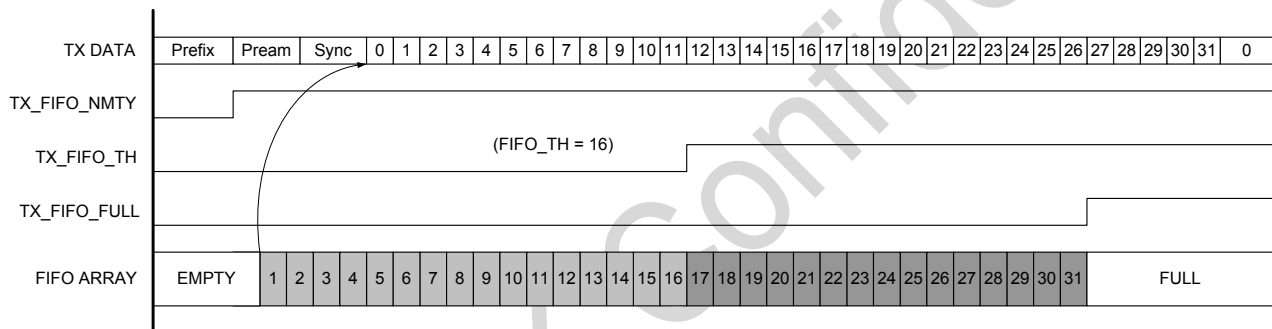 TX DATA Prefix Pream Sync 0 1 2 3 4 5 6 7 8 9 10 11 12 13 14 15 16 17 18 19 20 21 22 23 24 25 26 27 28 29 30 31 0
TX_FIFO_NMTY
TX_FIFO_TH (FIFO_TH = 16)
TX_FIFO_FULL
FIFO ARRAY EMPTY 1 2 3 4 5 6 7 8 9 10 11 12 13 14 15 16 17 18 19 20 21 22 23 24 25 26 27 28 29 30 31 FULL